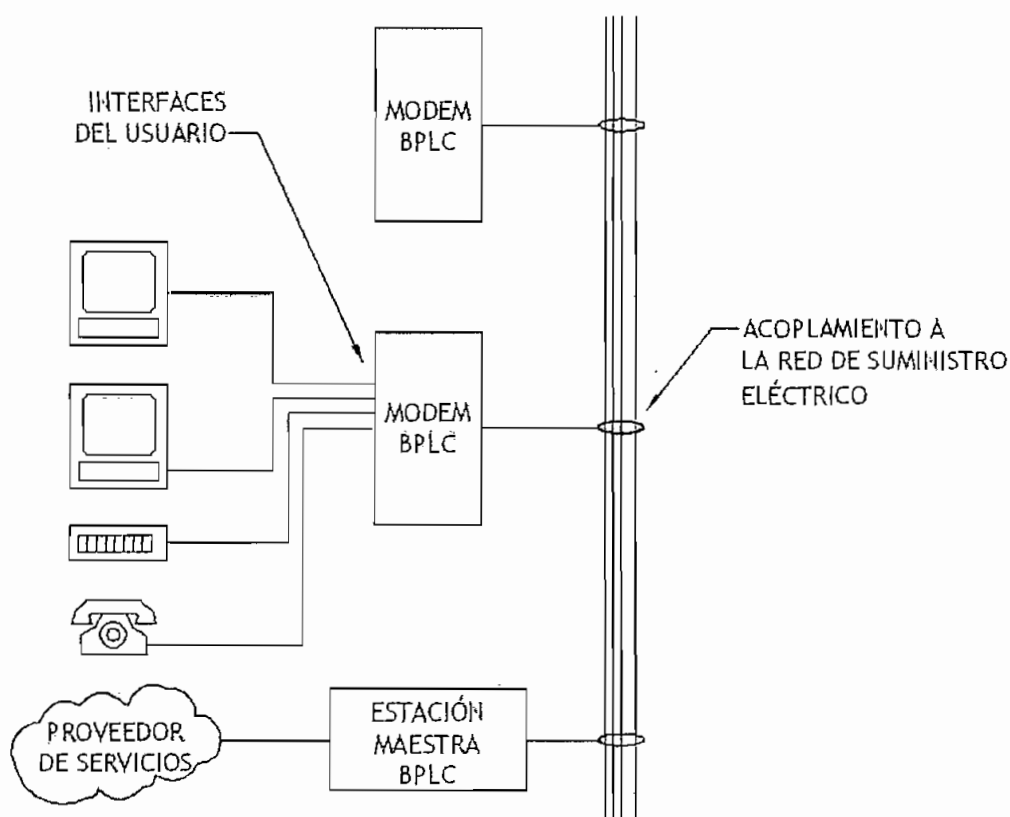 INTERFACES
DEL USUARIO
MODEM
BPLC
MODEM
BPLC
ACOPLAMIENTO A
LA RED DE SUMINISTRO
ELÉCTRICO
PROVEEDOR
DE SERVICIOS
ESTACIÓN
MAESTRA
BPLC